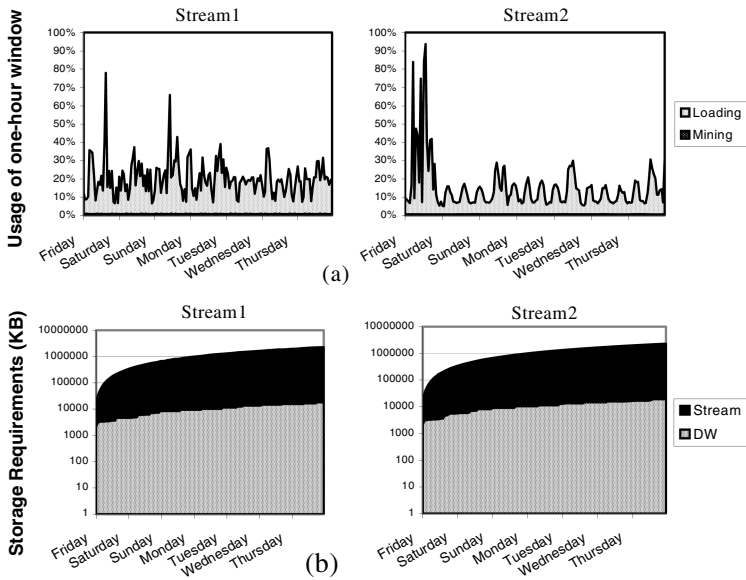 Stream1
Stream2
Usage of one-hour window
100%
90%
80%
70%
60%
50%
40%
30%
20%
10%
0%
Friday
Saturday
Sunday
Monday
Tuesday
Wednesday
Thursday
100%
90%
80%
70%
60%
50%
40%
30%
20%
10%
0%
Friday
Saturday
Sunday
Monday
Tuesday
Wednesday
Thursday
Loading
Mining
(a)
Stream1
Stream2
Storage Requirements (KB)
10000000
1000000
100000
10000
1000
100
10
1
Friday
Saturday
Sunday
Monday
Tuesday
Wednesday
Thursday
10000000
1000000
100000
10000
1000
100
10
1
Friday
Saturday
Sunday
Monday
Tuesday
Wednesday
Thursday
Stream
DW
(b)